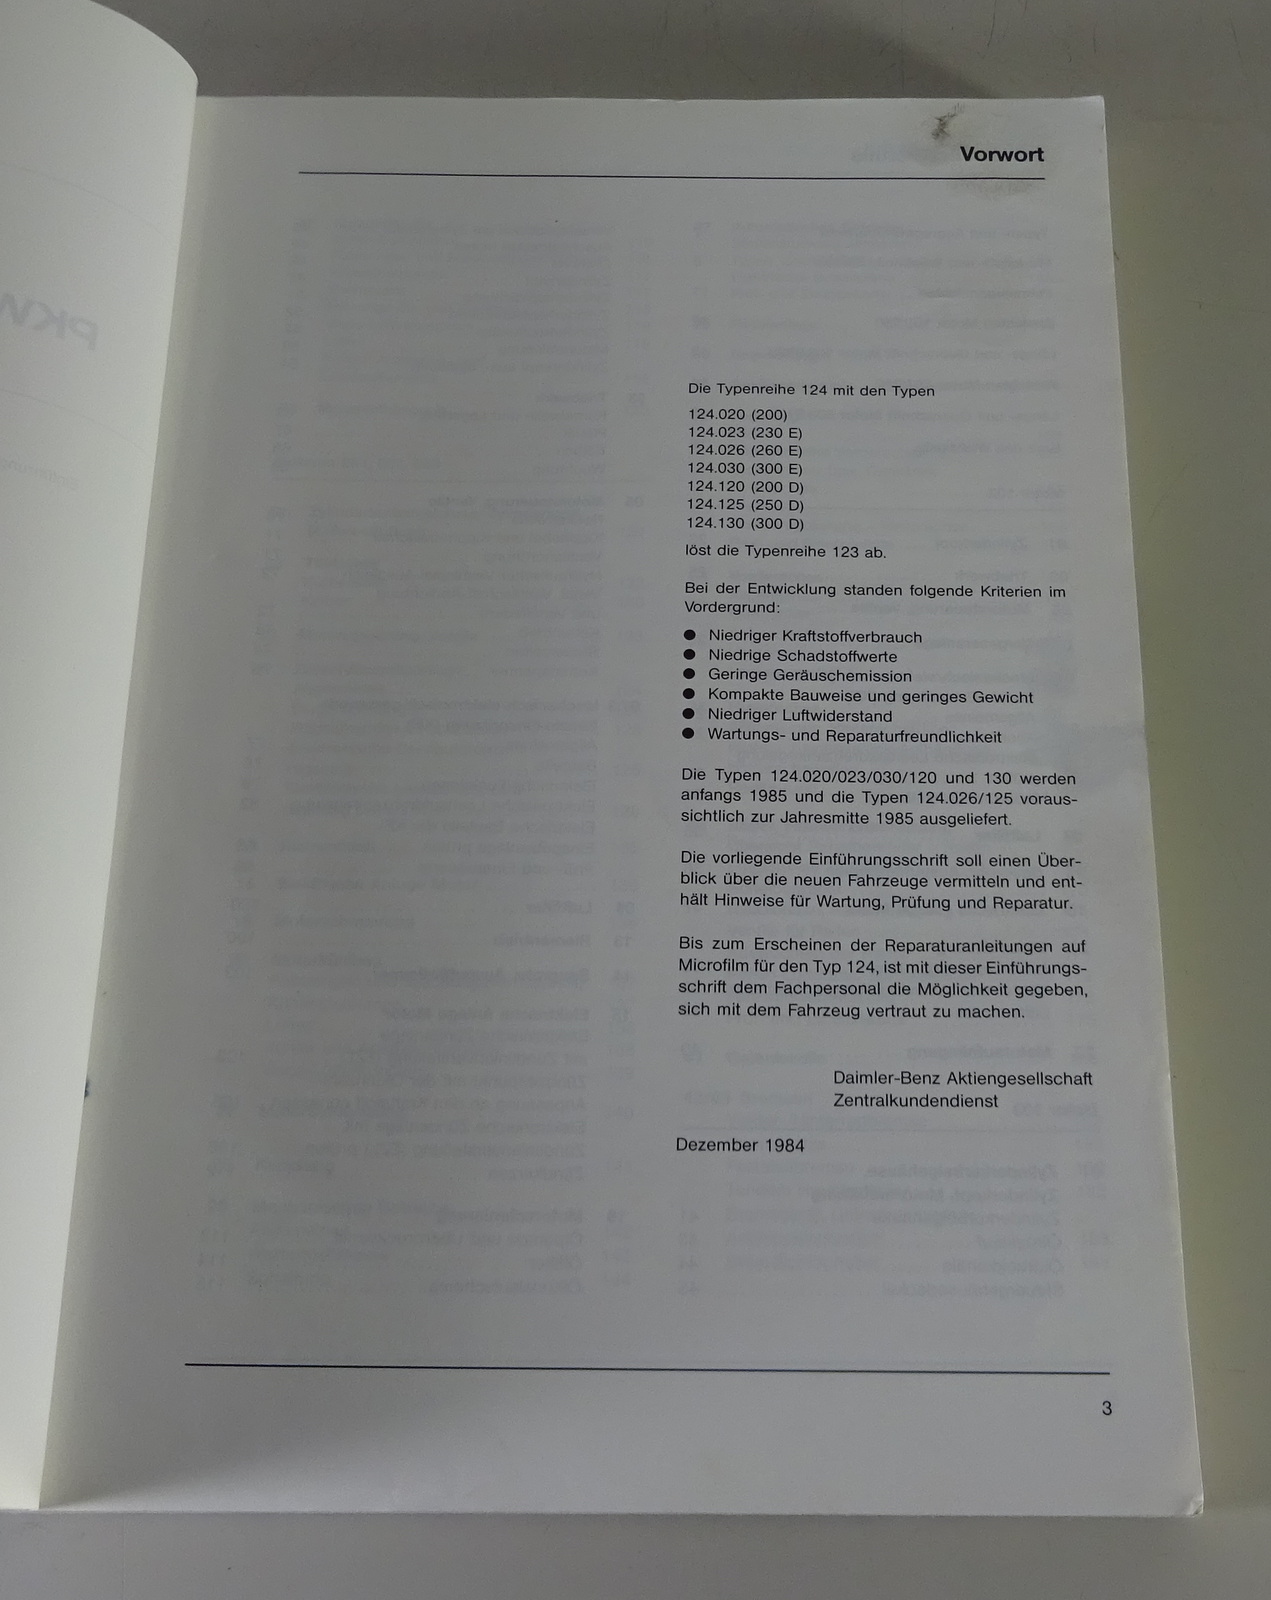 Vorwort
Die Typenreihe 124 mit den Typen
124.020 (200)
124.023 (230 E)
124.026 (260 E)
124.030 (300 E)
124.120 (200 D)
124.125 (250 D)
124.130 (300 D)
löst die Typenreihe 123 ab.
Bei der Entwicklung standen folgende Kriterien im
Vordergrund:
● Niedriger Kraftstoffverbrauch
● Niedrige Schadstoffwerte
● Geringe Geräuschemission
● Kompakte Bauweise und geringes Gewicht
● Niedriger Luftwiderstand
● Wartungs- und Reparaturfreundlichkeit
Die Typen 124.020/023/030/120 und 130 werden
anfangs 1985 und die Typen 124.026/125 voraus-
sichtlich zur Jahresmitte 1985 ausgeliefert.
Die vorliegende Einführungsschrift soll einen Über-
blick über die neuen Fahrzeuge vermitteln und ent-
hält Hinweise für Wartung, Prüfung und Reparatur.
Bis zum Erscheinen der Reparaturanleitungen auf
Microfilm für den Typ 124, ist mit dieser Einführungs-
schrift dem Fachpersonal die Möglichkeit gegeben,
sich mit dem Fahrzeug vertraut zu machen.
Daimler-Benz Aktiengesellschaft
Zentralkundendienst
Dezember 1984
3